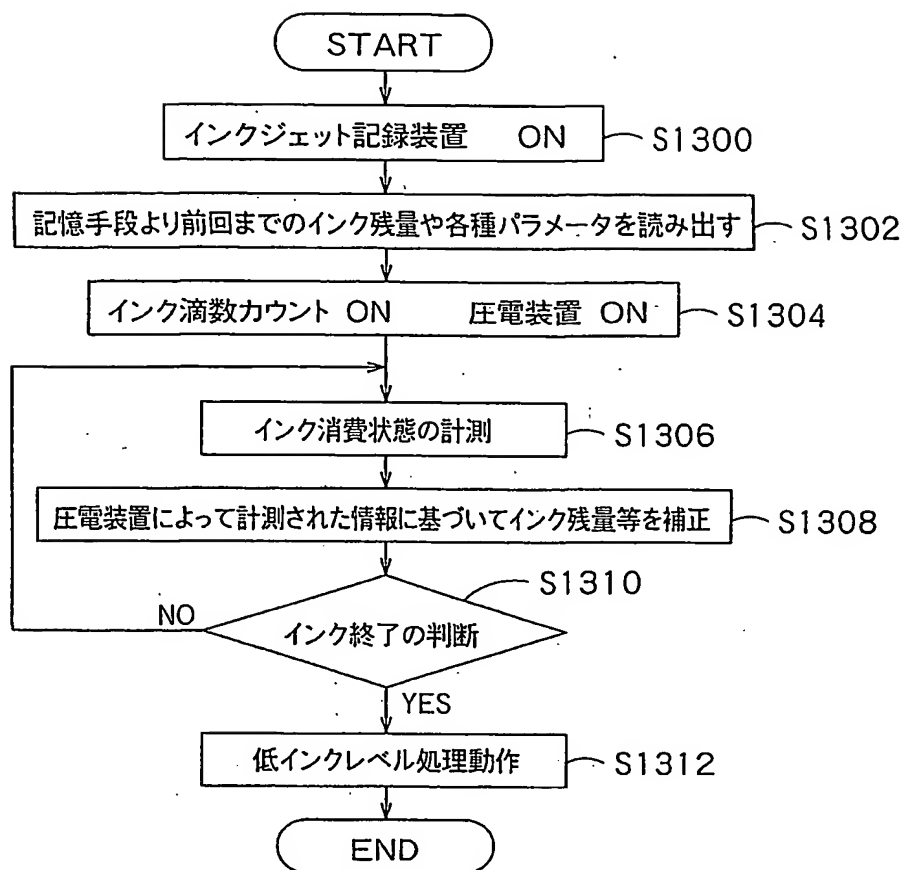 START
インクジェット記録装置 ON S1300
記憶手段より前回までのインク残量や各種パラメータを読み出す S1302
インク滴数カウント ON 圧電装置 ON S1304
インク消費状態の計測 S1306
圧電装置によって計測された情報に基づいてインク残量等を補正 S1308
S1310
NO
インク終了の判断
YES
低インクレベル処理動作 S1312
END